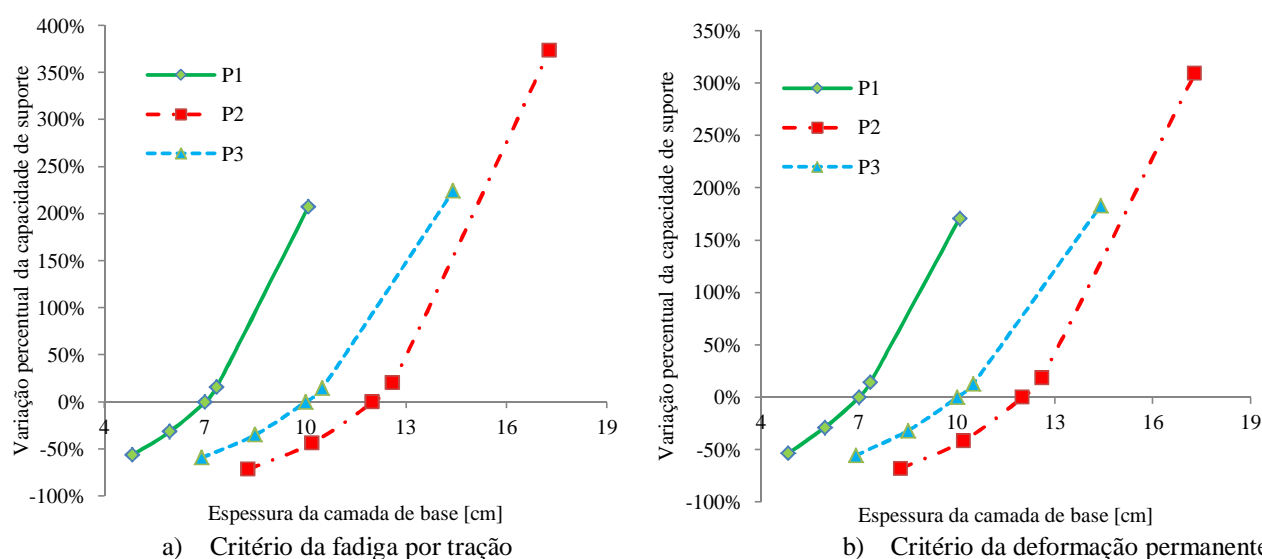 Variação percentual da capacidade de suporte
400%
350%
300%
250%
200%
150%
100%
50%
0%
-50%
-100%
P1
P2
P3
4
7
10
13
16
19
Espessura da camada de base [cm]
a) Critério da fadiga por tração
Variação percentual da capacidade de suporte
350%
300%
250%
200%
150%
100%
50%
0%
-50%
-100%
P1
P2
P3
4
7
10
13
16
19
Espessura da camada de base [cm]
b) Critério da deformação permanente